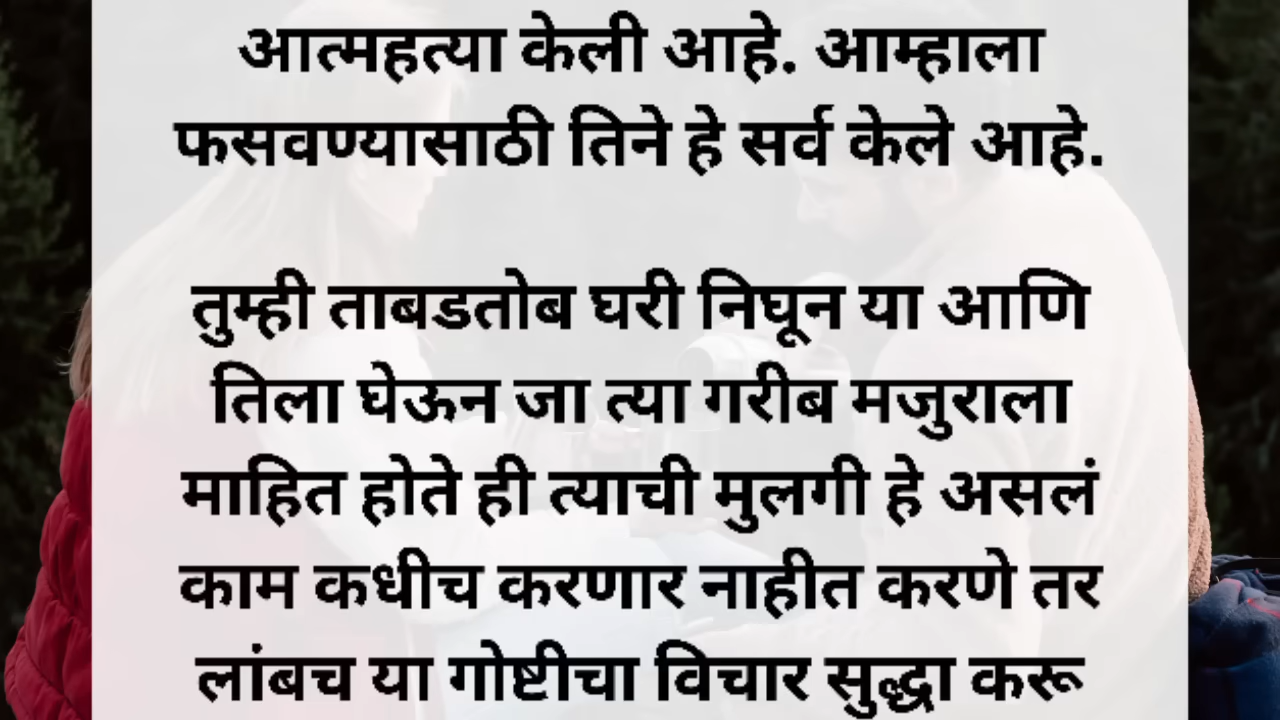 आत्महत्या केली आहे. आम्हाला
फसवण्यासाठी तिने हे सर्व केले आहे.
तुम्ही ताबडतोब घरी निघून या आणि
तिला घेऊन जा त्या गरीब मजुराला
माहित होते ही त्याची मुलगी हे असलं
काम कधीच करणार नाहीत करणे तर
लांबच या गोष्टीचा विचार सुद्धा करू